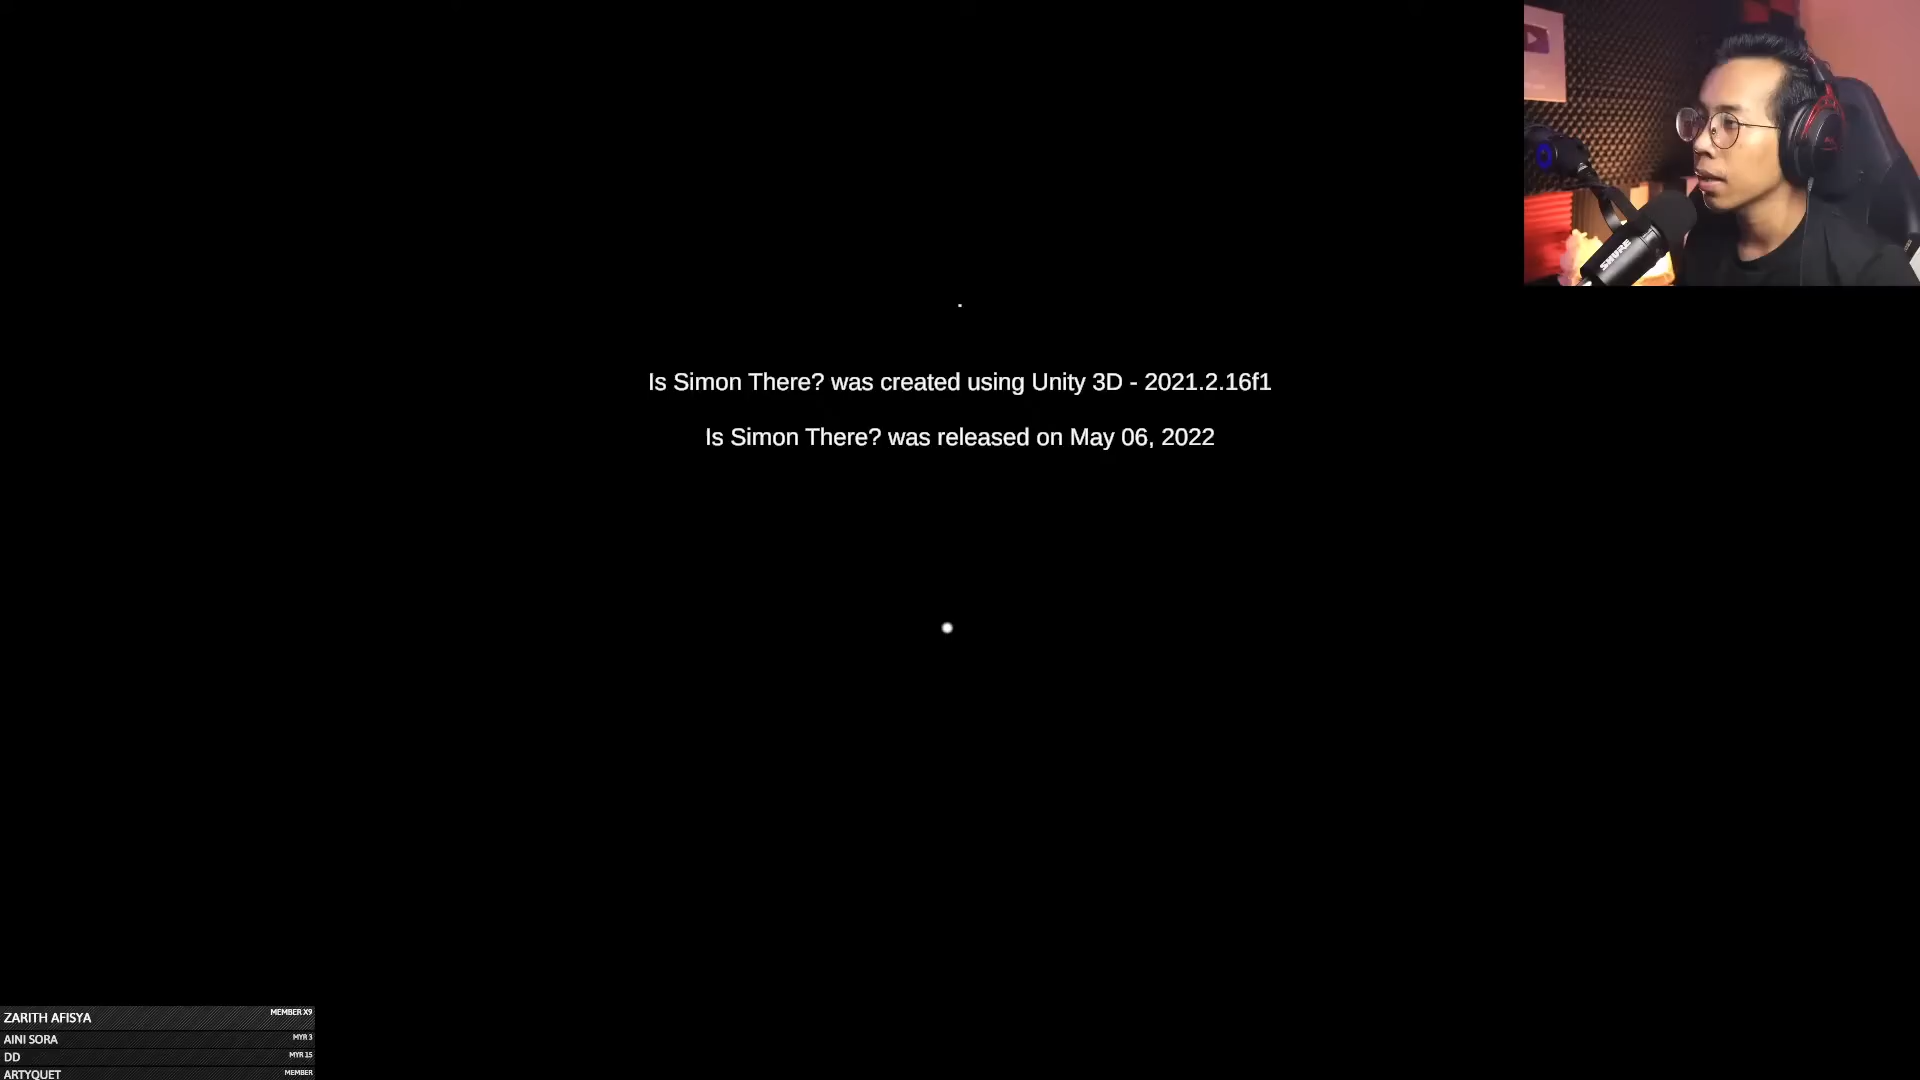 Is Simon There? was created using Unity 3D - 2021.2.16f1
Is Simon There? was released on May 06, 2022
SHURE
ZARITH AFISYA MEMBER X9
AINI SORA MYR 3
DD MYR 15
ARTYQUET MEMBER